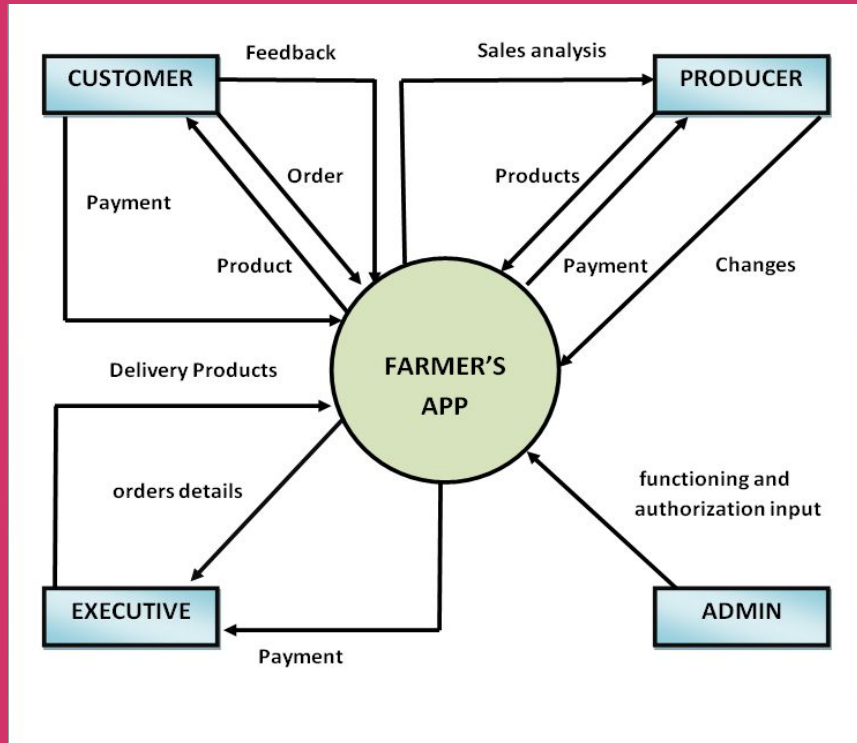 Feedback
Sales analysis
CUSTOMER
PRODUCER
Order
Products
Payment
Product
Payment
Changes
Delivery Products
FARMER'S
APP
orders details
functioning and
authorization input
EXECUTIVE
ADMIN
Payment